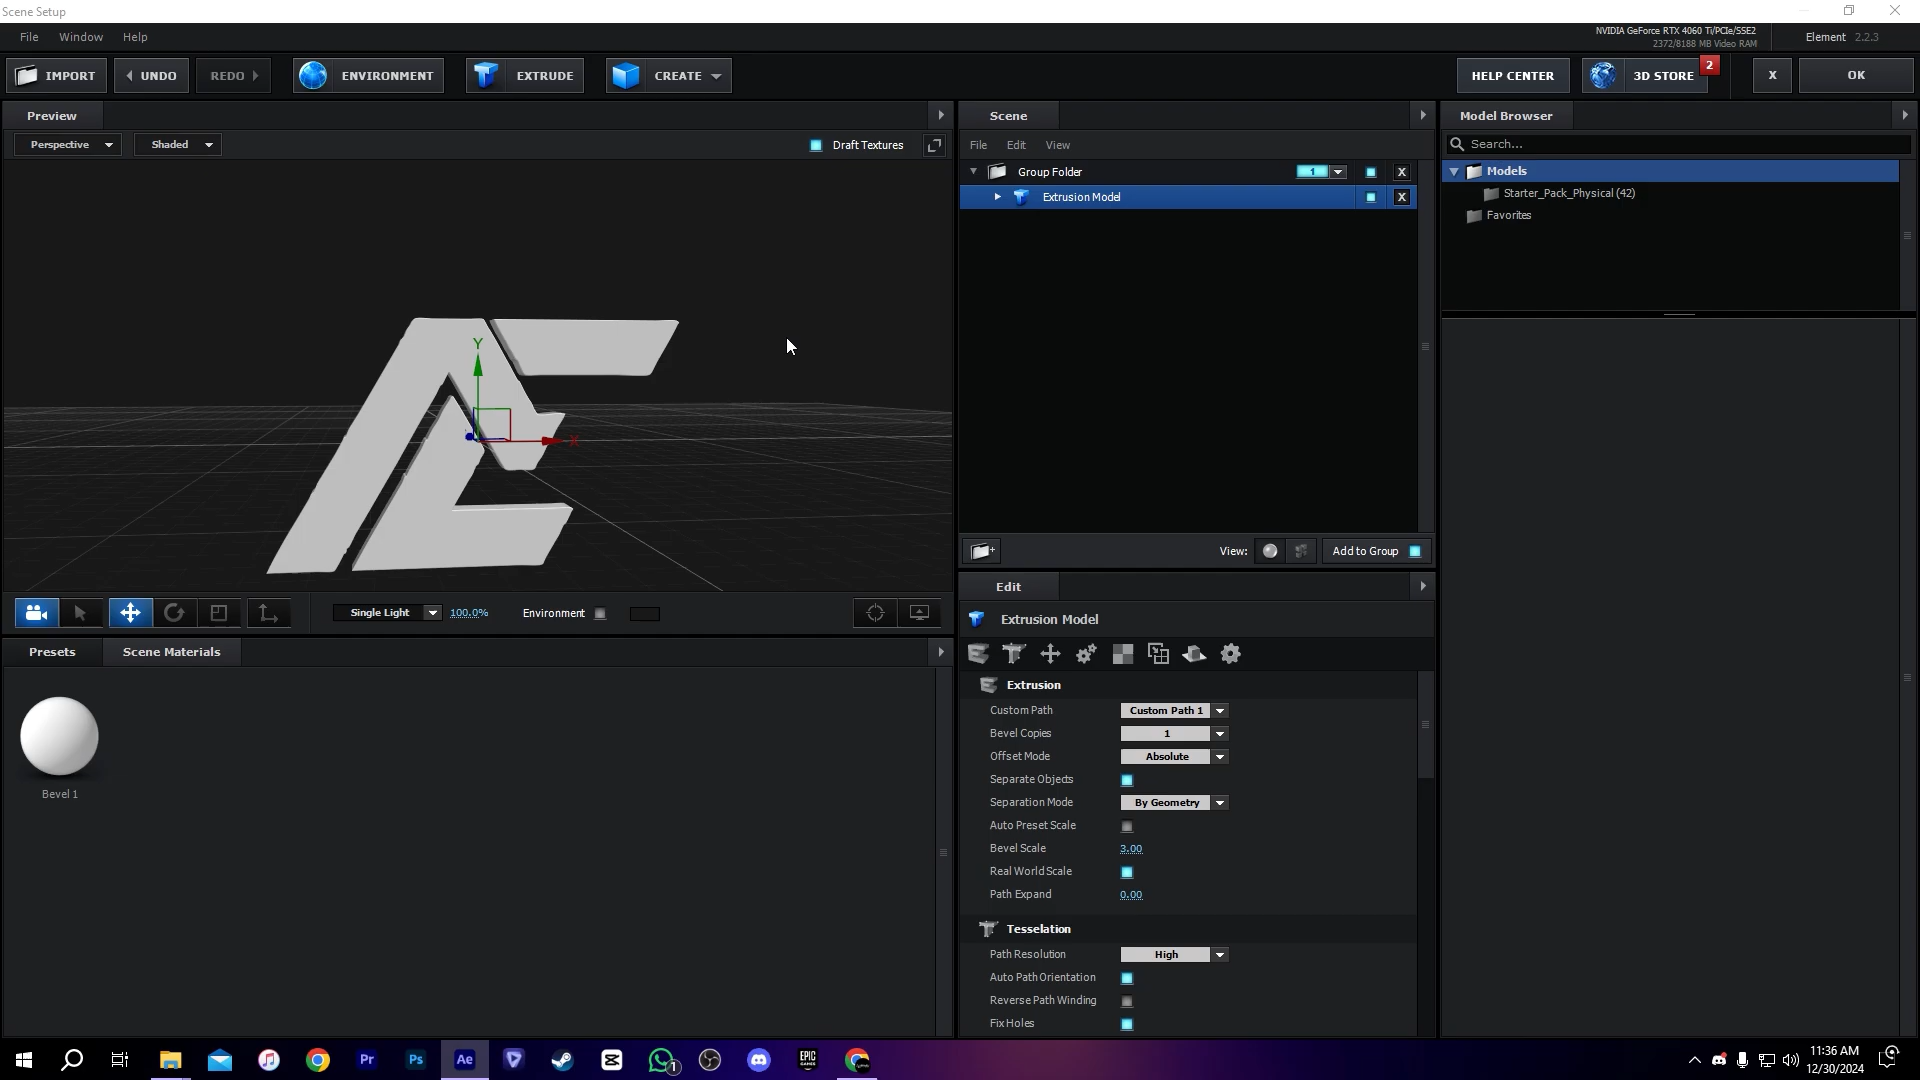 Scene Setup
File Window Help
NVIDIA GeForce RTX 4060 Ti/PCIe/SSE2
2372/8188 MB Video RAM
Element 2.2.3
IMPORT UNDO REDO ENVIRONMENT EXTRUDE CREATE HELP CENTER 3D STORE 2 X OK
Preview
Perspective Shaded Draft Textures
Y
X
Single Light 100.0% Environment
Presets Scene Materials
Bevel 1
Scene
File Edit View
Group Folder 1 X
Extrusion Model X
View: Add to Group
Edit
Extrusion Model
Extrusion
Custom Path Custom Path 1
Bevel Copies 1
Offset Mode Absolute
Separate Objects
Separation Mode By Geometry
Auto Preset Scale
Bevel Scale 3.00
Real World Scale
Path Expand 0.00
Tesselation
Path Resolution High
Auto Path Orientation
Reverse Path Winding
Fix Holes
Model Browser
Search...
Models
Starter_Pack_Physical (42)
Favorites
Pr Ps Ae 1 EPIC GAMES
11:36 AM
12/30/2024